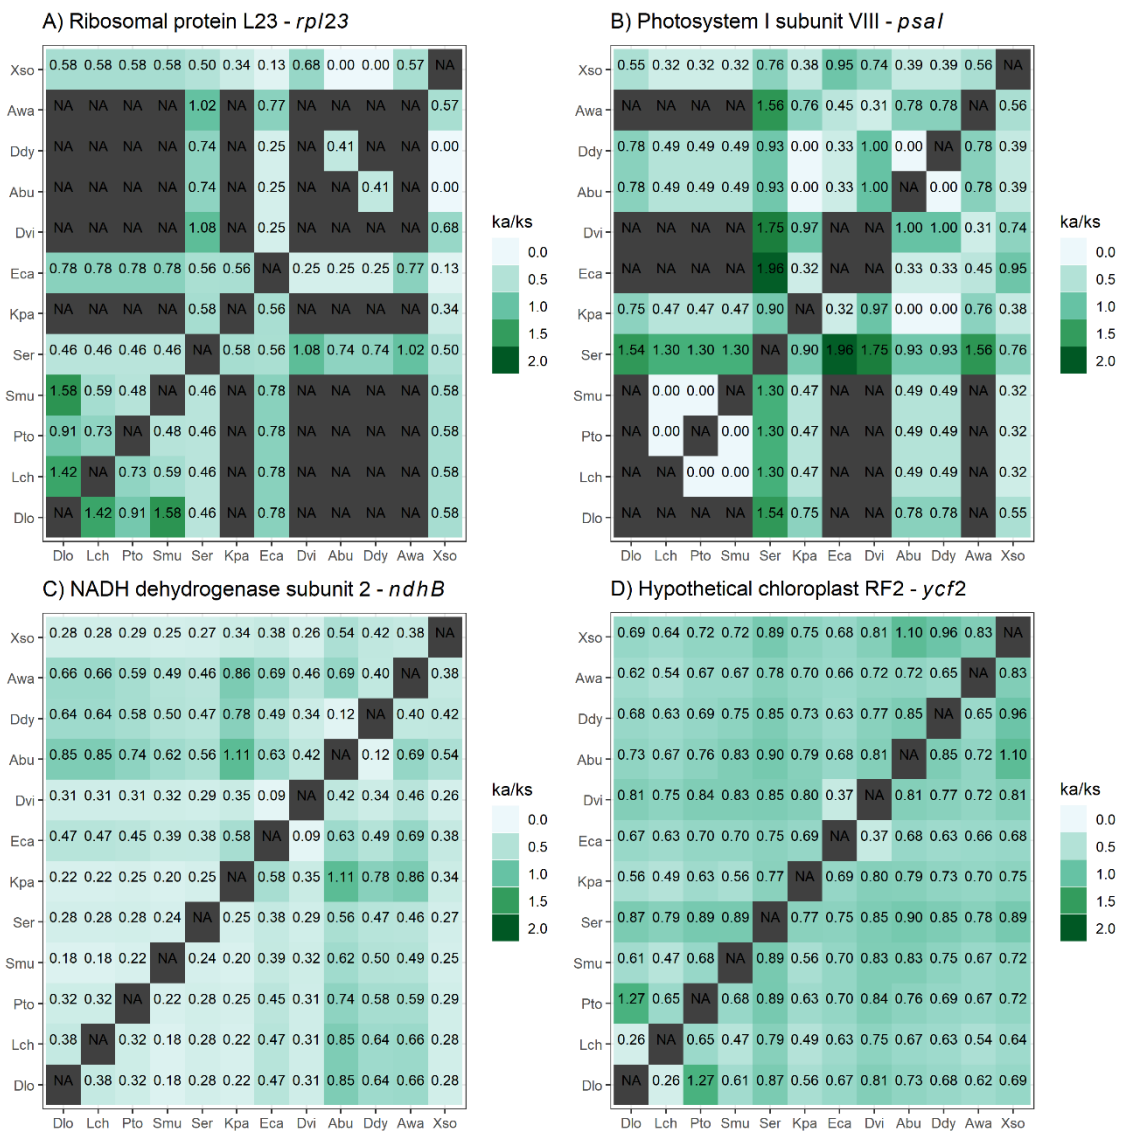 A) Ribosomal protein L23 - rpl23
Xso 0.58 0.58 0.58 0.58 0.50 0.34 0.13 0.68 0.00 0.00 0.57 NA
Awa NA NA NA NA 1.02 NA 0.77 NA NA NA NA 0.57
Ddy NA NA NA NA 0.74 NA 0.25 NA 0.41 NA NA 0.00
Abu NA NA NA NA 0.74 NA 0.25 NA NA 0.41 NA 0.00
Dvi NA NA NA NA 1.08 NA 0.25 NA NA NA NA 0.68
Eca 0.78 0.78 0.78 0.78 0.56 0.56 NA 0.25 0.25 0.25 0.77 0.13
Kpa NA NA NA NA 0.58 NA 0.56 NA NA NA NA 0.34
Ser 0.46 0.46 0.46 0.46 NA 0.58 0.56 1.08 0.74 0.74 1.02 0.50
Smu 1.58 0.59 0.48 NA 0.46 NA 0.78 NA NA NA NA 0.58
Pto 0.91 0.73 NA 0.48 0.46 NA 0.78 NA NA NA NA 0.58
Lch 1.42 NA 0.73 0.59 0.46 NA 0.78 NA NA NA NA 0.58
Dlo NA 1.42 0.91 1.58 0.46 NA 0.78 NA NA NA NA 0.58
Dlo Lch Pto Smu Ser Kpa Eca Dvi Abu Ddy Awa Xso
ka/ks
0.0
0.5
1.0
1.5
2.0
B) Photosystem I subunit VIII - psaI
Xso 0.55 0.32 0.32 0.32 0.76 0.38 0.95 0.74 0.39 0.39 0.56 NA
Awa NA NA NA NA 1.56 0.76 0.45 0.31 0.78 0.78 NA 0.56
Ddy 0.78 0.49 0.49 0.49 0.93 0.00 0.33 1.00 0.00 NA 0.78 0.39
Abu 0.78 0.49 0.49 0.49 0.93 0.00 0.33 1.00 NA 0.00 0.78 0.39
Dvi NA NA NA NA 1.75 0.97 NA NA 1.00 1.00 0.31 0.74
Eca NA NA NA NA 1.96 0.32 NA NA 0.33 0.33 0.45 0.95
Kpa 0.75 0.47 0.47 0.47 0.90 NA 0.32 0.97 0.00 0.00 0.76 0.38
Ser 1.54 1.30 1.30 1.30 NA 0.90 1.96 1.75 0.93 0.93 1.56 0.76
Smu NA 0.00 0.00 NA 1.30 0.47 NA NA 0.49 0.49 NA 0.32
Pto NA 0.00 NA 0.00 1.30 0.47 NA NA 0.49 0.49 NA 0.32
Lch NA NA 0.00 0.00 1.30 0.47 NA NA 0.49 0.49 NA 0.32
Dlo NA NA NA NA 1.54 0.75 NA NA 0.78 0.78 NA 0.55
Dlo Lch Pto Smu Ser Kpa Eca Dvi Abu Ddy Awa Xso
ka/ks
0.0
0.5
1.0
1.5
2.0
C) NADH dehydrogenase subunit 2 - ndhB
Xso 0.28 0.28 0.29 0.25 0.27 0.34 0.38 0.26 0.54 0.42 0.38 NA
Awa 0.66 0.66 0.59 0.49 0.46 0.86 0.69 0.46 0.69 0.40 NA 0.38
Ddy 0.64 0.64 0.58 0.50 0.47 0.78 0.49 0.34 0.12 NA 0.40 0.42
Abu 0.85 0.85 0.74 0.62 0.56 1.11 0.63 0.42 NA 0.12 0.69 0.54
Dvi 0.31 0.31 0.31 0.32 0.29 0.35 0.09 NA 0.42 0.34 0.46 0.26
Eca 0.47 0.47 0.45 0.39 0.38 0.58 NA 0.09 0.63 0.49 0.69 0.38
Kpa 0.22 0.22 0.25 0.20 0.25 NA 0.58 0.35 1.11 0.78 0.86 0.34
Ser 0.28 0.28 0.28 0.24 NA 0.25 0.38 0.29 0.56 0.47 0.46 0.27
Smu 0.18 0.18 0.22 NA 0.24 0.20 0.39 0.32 0.62 0.50 0.49 0.25
Pto 0.32 0.32 NA 0.22 0.28 0.25 0.45 0.31 0.74 0.58 0.59 0.29
Lch 0.38 NA 0.32 0.18 0.28 0.22 0.47 0.31 0.85 0.64 0.66 0.28
Dlo NA 0.38 0.32 0.18 0.28 0.22 0.47 0.31 0.85 0.64 0.66 0.28
Dlo Lch Pto Smu Ser Kpa Eca Dvi Abu Ddy Awa Xso
ka/ks
0.0
0.5
1.0
1.5
2.0
D) Hypothetical chloroplast RF2 - ycf2
Xso 0.69 0.64 0.72 0.72 0.89 0.75 0.68 0.81 1.10 0.96 0.83 NA
Awa 0.62 0.54 0.67 0.67 0.78 0.70 0.66 0.72 0.72 0.65 NA 0.83
Ddy 0.68 0.63 0.69 0.75 0.85 0.73 0.63 0.77 0.85 NA 0.65 0.96
Abu 0.73 0.67 0.76 0.83 0.90 0.79 0.68 0.81 NA 0.85 0.72 1.10
Dvi 0.81 0.75 0.84 0.83 0.85 0.80 0.37 NA 0.81 0.77 0.72 0.81
Eca 0.67 0.63 0.70 0.70 0.75 0.69 NA 0.37 0.68 0.63 0.66 0.68
Kpa 0.56 0.49 0.63 0.56 0.77 NA 0.69 0.80 0.79 0.73 0.70 0.75
Ser 0.87 0.79 0.89 0.89 NA 0.77 0.75 0.85 0.90 0.85 0.78 0.89
Smu 0.61 0.47 0.68 NA 0.89 0.56 0.70 0.83 0.83 0.75 0.67 0.72
Pto 1.27 0.65 NA 0.68 0.89 0.63 0.70 0.84 0.76 0.69 0.67 0.72
Lch 0.26 NA 0.65 0.47 0.79 0.49 0.63 0.75 0.67 0.63 0.54 0.64
Dlo NA 0.26 1.27 0.61 0.87 0.56 0.67 0.81 0.73 0.68 0.62 0.69
Dlo Lch Pto Smu Ser Kpa Eca Dvi Abu Ddy Awa Xso
ka/ks
0.0
0.5
1.0
1.5
2.0